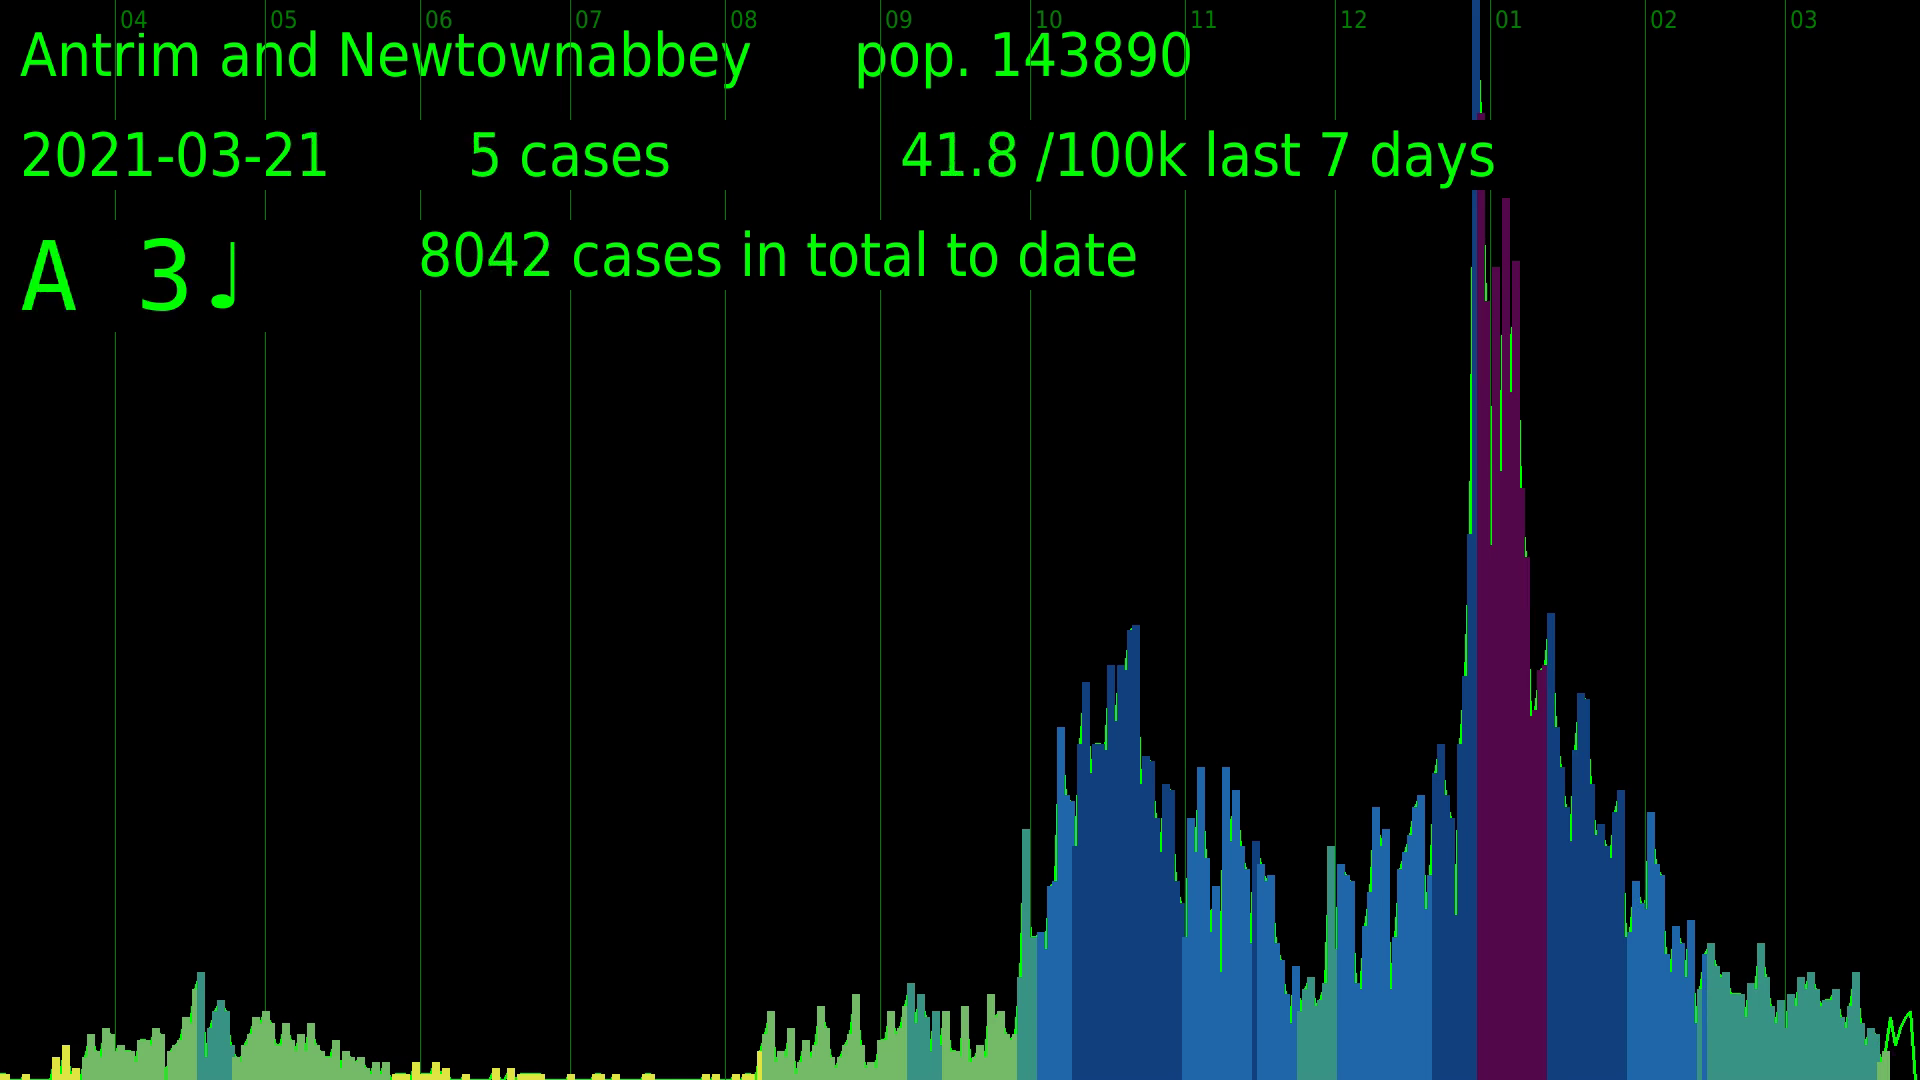 04 05 06 07 08 09 10 11 12 01 02 03
Antrim and Newtownabbey pop. 143890
2021-03-21 5 cases 41.8 /100k last 7 days
A 3♩ 8042 cases in total to date